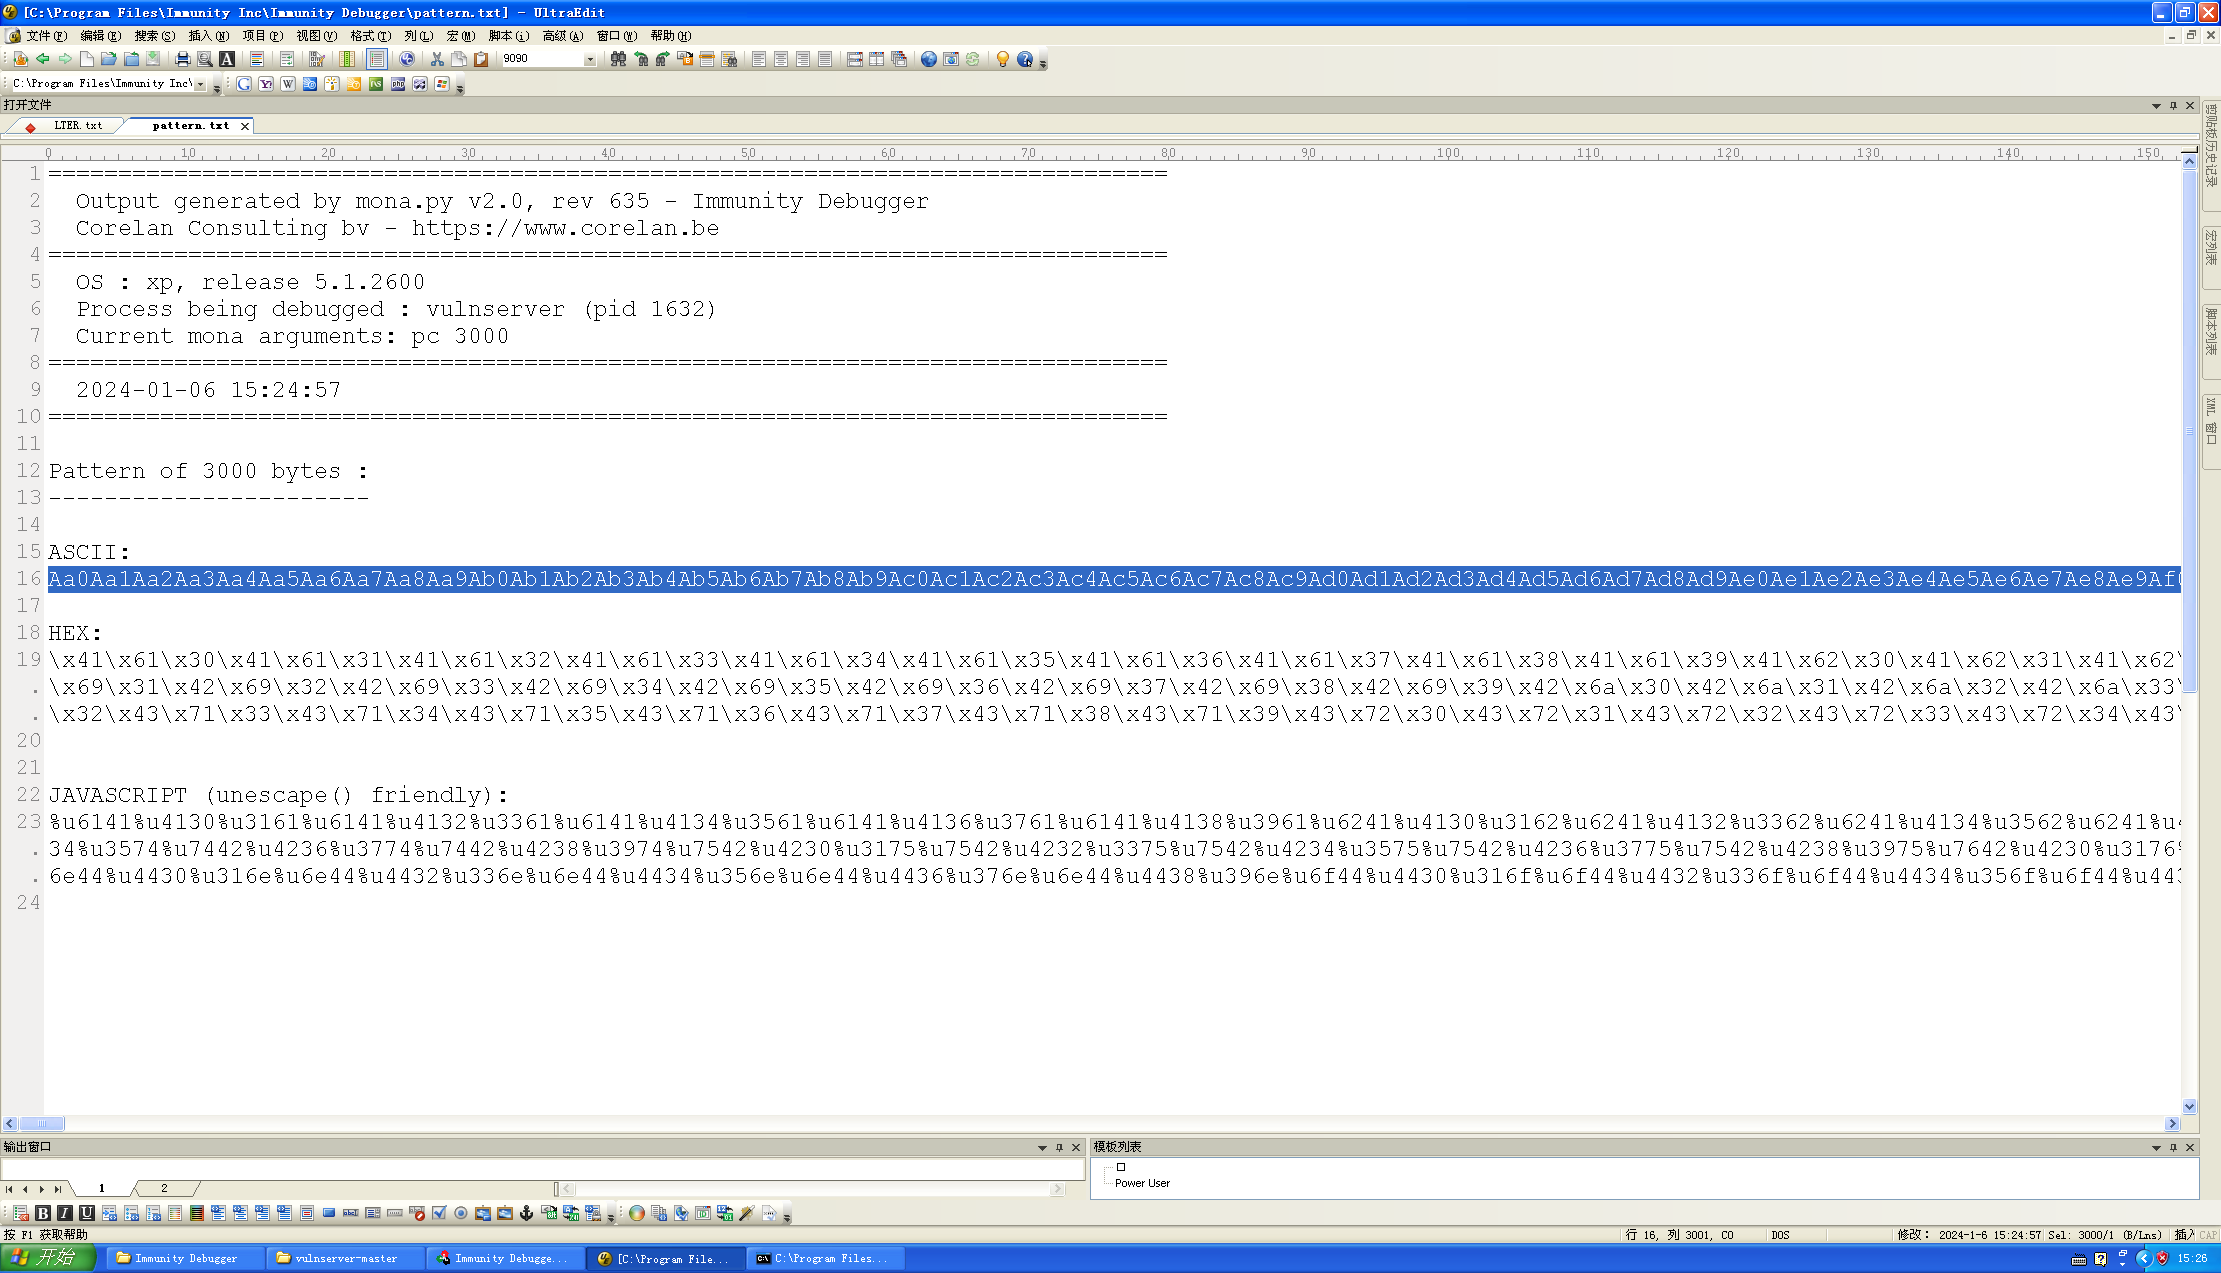 [C:\Program Files\Immunity Inc\Immunity Debugger\pattern.txt] - UltraEdit
文件(F) 编辑(E) 搜索(S) 插入(N) 项目(P) 视图(V) 格式(T) 列(L) 宏(M) 脚本(i) 高级(A) 窗口(W) 帮助(H)
9090
C:\Program Files\Immunity Inc\
打开文件
LTER.txt pattern.txt
0 10 20 30 40 50 60 70 80 90 100 110 120 130 140 150
1 ================================================================================
2 Output generated by mona.py v2.0, rev 635 - Immunity Debugger
3 Corelan Consulting bv - https://www.corelan.be
4 ================================================================================
5 OS : xp, release 5.1.2600
6 Process being debugged : vulnserver (pid 1632)
7 Current mona arguments: pc 3000
8 ================================================================================
9 2024-01-06 15:24:57
10 ================================================================================
11
12 Pattern of 3000 bytes :
13 -----------------------
14
15 ASCII:
16 Aa0Aa1Aa2Aa3Aa4Aa5Aa6Aa7Aa8Aa9Ab0Ab1Ab2Ab3Ab4Ab5Ab6Ab7Ab8Ab9Ac0Ac1Ac2Ac3Ac4Ac5Ac6Ac7Ac8Ac9Ad0Ad1Ad2Ad3Ad4Ad5Ad6Ad7Ad8Ad9Ae0Ae1Ae2Ae3Ae4Ae5Ae6Ae7Ae8Ae9Af
17
18 HEX:
19 \x41\x61\x30\x41\x61\x31\x41\x61\x32\x41\x61\x33\x41\x61\x34\x41\x61\x35\x41\x61\x36\x41\x61\x37\x41\x61\x38\x41\x61\x39\x41\x62\x30\x41\x62\x31\x41\x62\
. \x69\x31\x42\x69\x32\x42\x69\x33\x42\x69\x34\x42\x69\x35\x42\x69\x36\x42\x69\x37\x42\x69\x38\x42\x69\x39\x42\x6a\x30\x42\x6a\x31\x42\x6a\x32\x42\x6a\x33\
. \x32\x43\x71\x33\x43\x71\x34\x43\x71\x35\x43\x71\x36\x43\x71\x37\x43\x71\x38\x43\x71\x39\x43\x72\x30\x43\x72\x31\x43\x72\x32\x43\x72\x33\x43\x72\x34\x43\
20
21
22 JAVASCRIPT (unescape() friendly):
23 %u6141%u4130%u3161%u6141%u4132%u3361%u6141%u4134%u3561%u6141%u4136%u3761%u6141%u4138%u3961%u6241%u4130%u3162%u6241%u4132%u3362%u6241%u4134%u3562%u6241%u4
. 34%u3574%u7442%u4236%u3774%u7442%u4238%u3974%u7542%u4230%u3175%u7542%u4232%u3375%u7542%u4234%u3575%u7542%u4236%u3775%u7542%u4238%u3975%u7642%u4230%u3176%
. 6e44%u4430%u316e%u6e44%u4432%u336e%u6e44%u4434%u356e%u6e44%u4436%u376e%u6e44%u4438%u396e%u6f44%u4430%u316f%u6f44%u4432%u336f%u6f44%u4434%u356f%u6f44%u443
24
剪贴板历史记录
宏列表
脚本列表
XML 窗口
输出窗口
1 2
模板列表
Power User
按 F1 获取帮助
行 16, 列 3001, C0 DOS 修改: 2024-1-6 15:24:57 Sel: 3000/1 (B/Lns) 插入 CAP
开始 Immunity Debugger vulnserver-master Immunity Debugge... [C:\Program File... C:\Program Files... 15:26